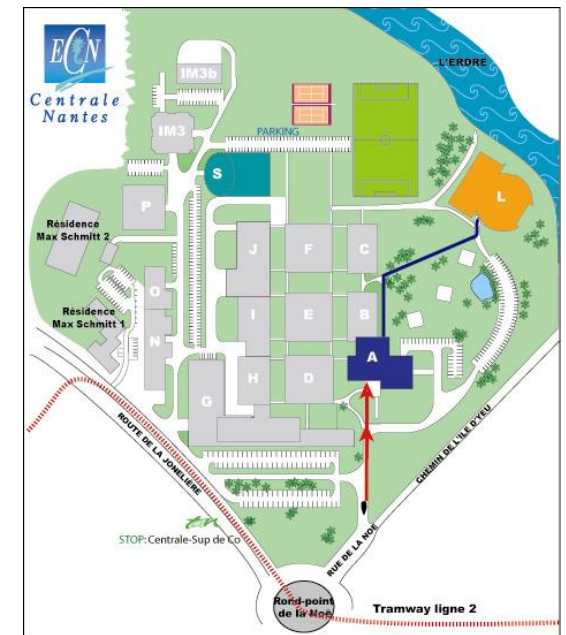 ECN
Centrale
Nantes
L'ERDRE
IM3b
IM3
PARKING
S
L
P
Résidence
Max Schmitt 2
J
F
C
O
I
E
B
Résidence
Max Schmitt 1
N
A
H
D
G
ROUTE DE LA JONELIÈRE
CHEMIN DE L'ILE D'YEU
RUE DE LA NOE
STOP: Centrale-Sup de Co
Rond-point
de la Noë
Tramway ligne 2